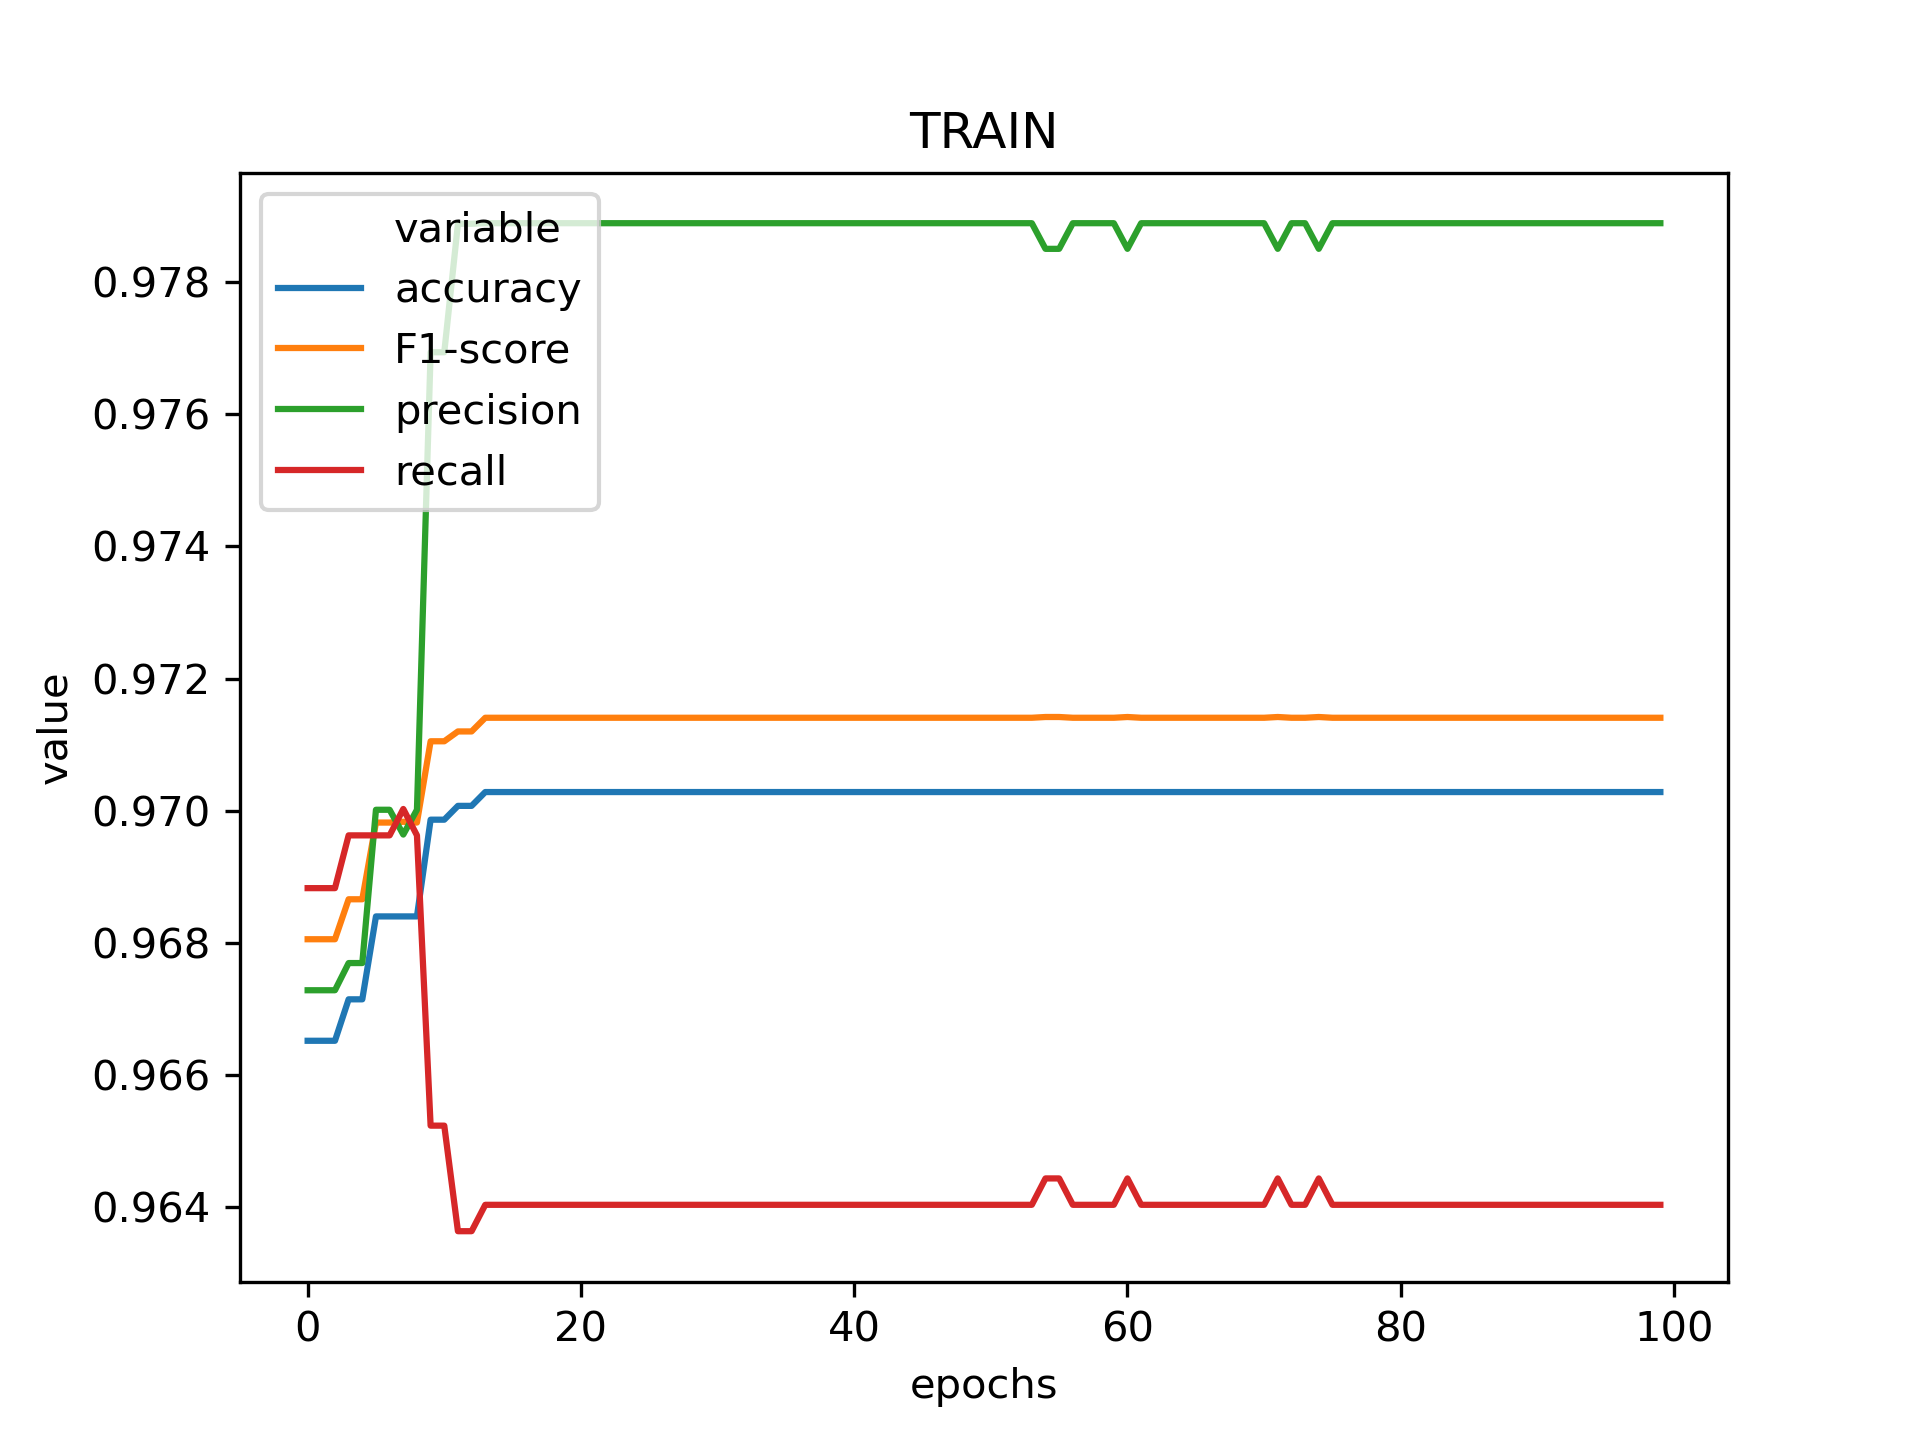 TRAIN
variable
accuracy
F1-score
precision
recall
0.978
0.976
0.974
0.972
0.970
0.968
0.966
0.964
value
0 20 40 60 80 100
epochs